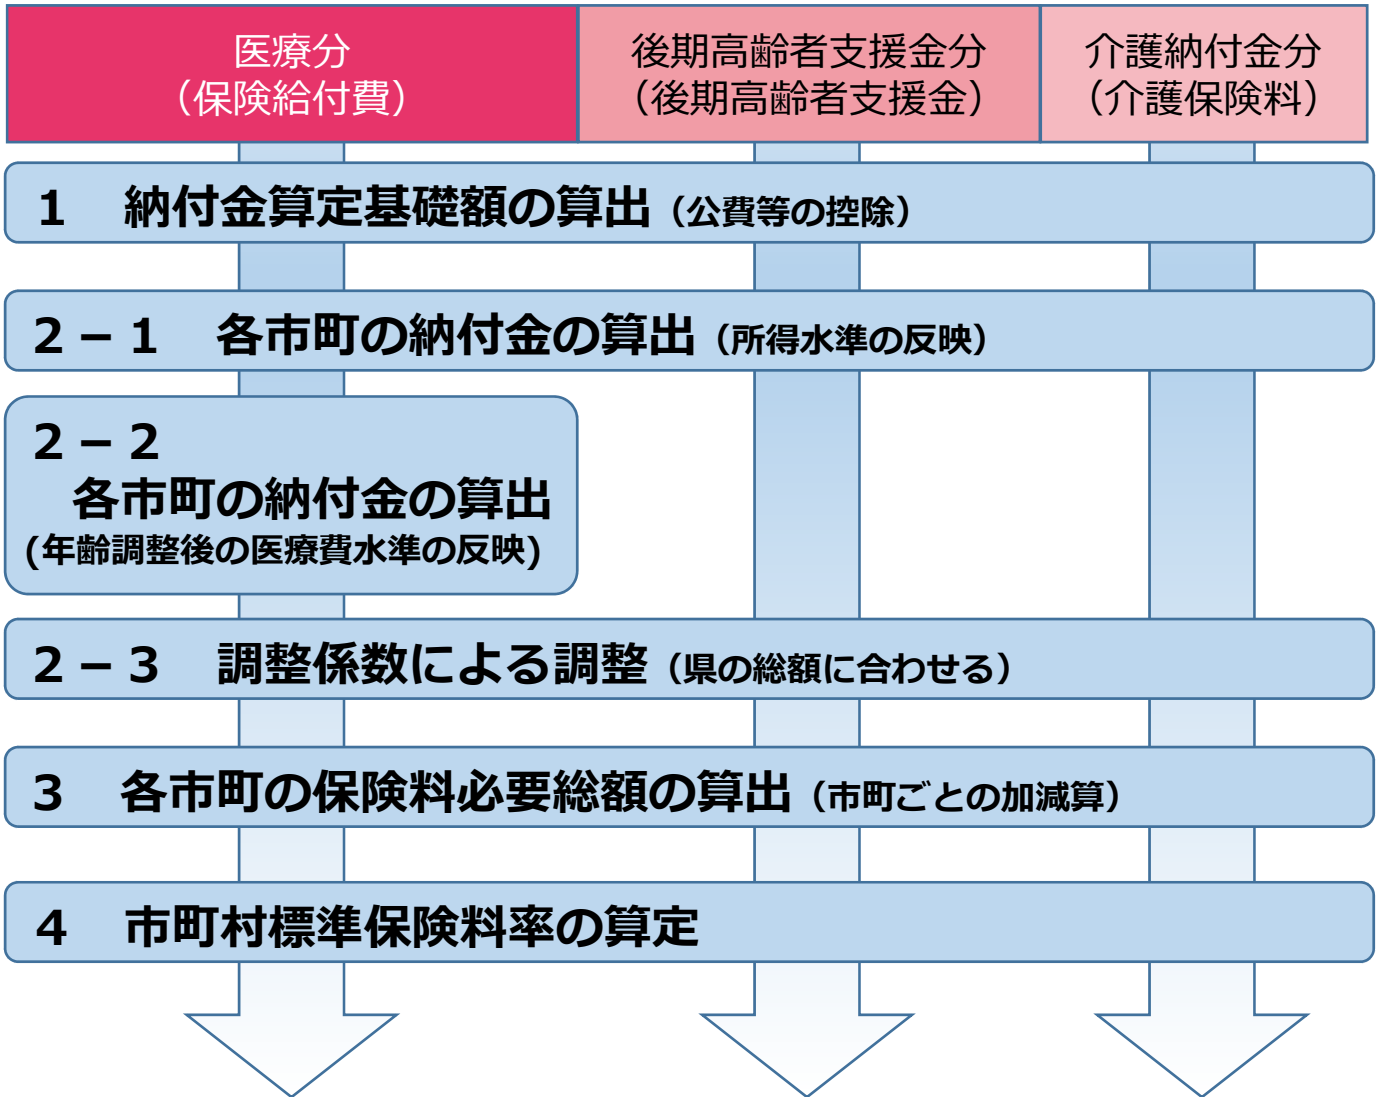 医療分
（保険給付費）
後期高齢者支援金分
（後期高齢者支援金）
介護納付金分
（介護保険料）
１　納付金算定基礎額の算出（公費等の控除）
２－１　各市町の納付金の算出（所得水準の反映）
２－２
各市町の納付金の算出
(年齢調整後の医療費水準の反映)
２－３　調整係数による調整（県の総額に合わせる）
３　各市町の保険料必要総額の算出（市町ごとの加減算）
４　市町村標準保険料率の算定